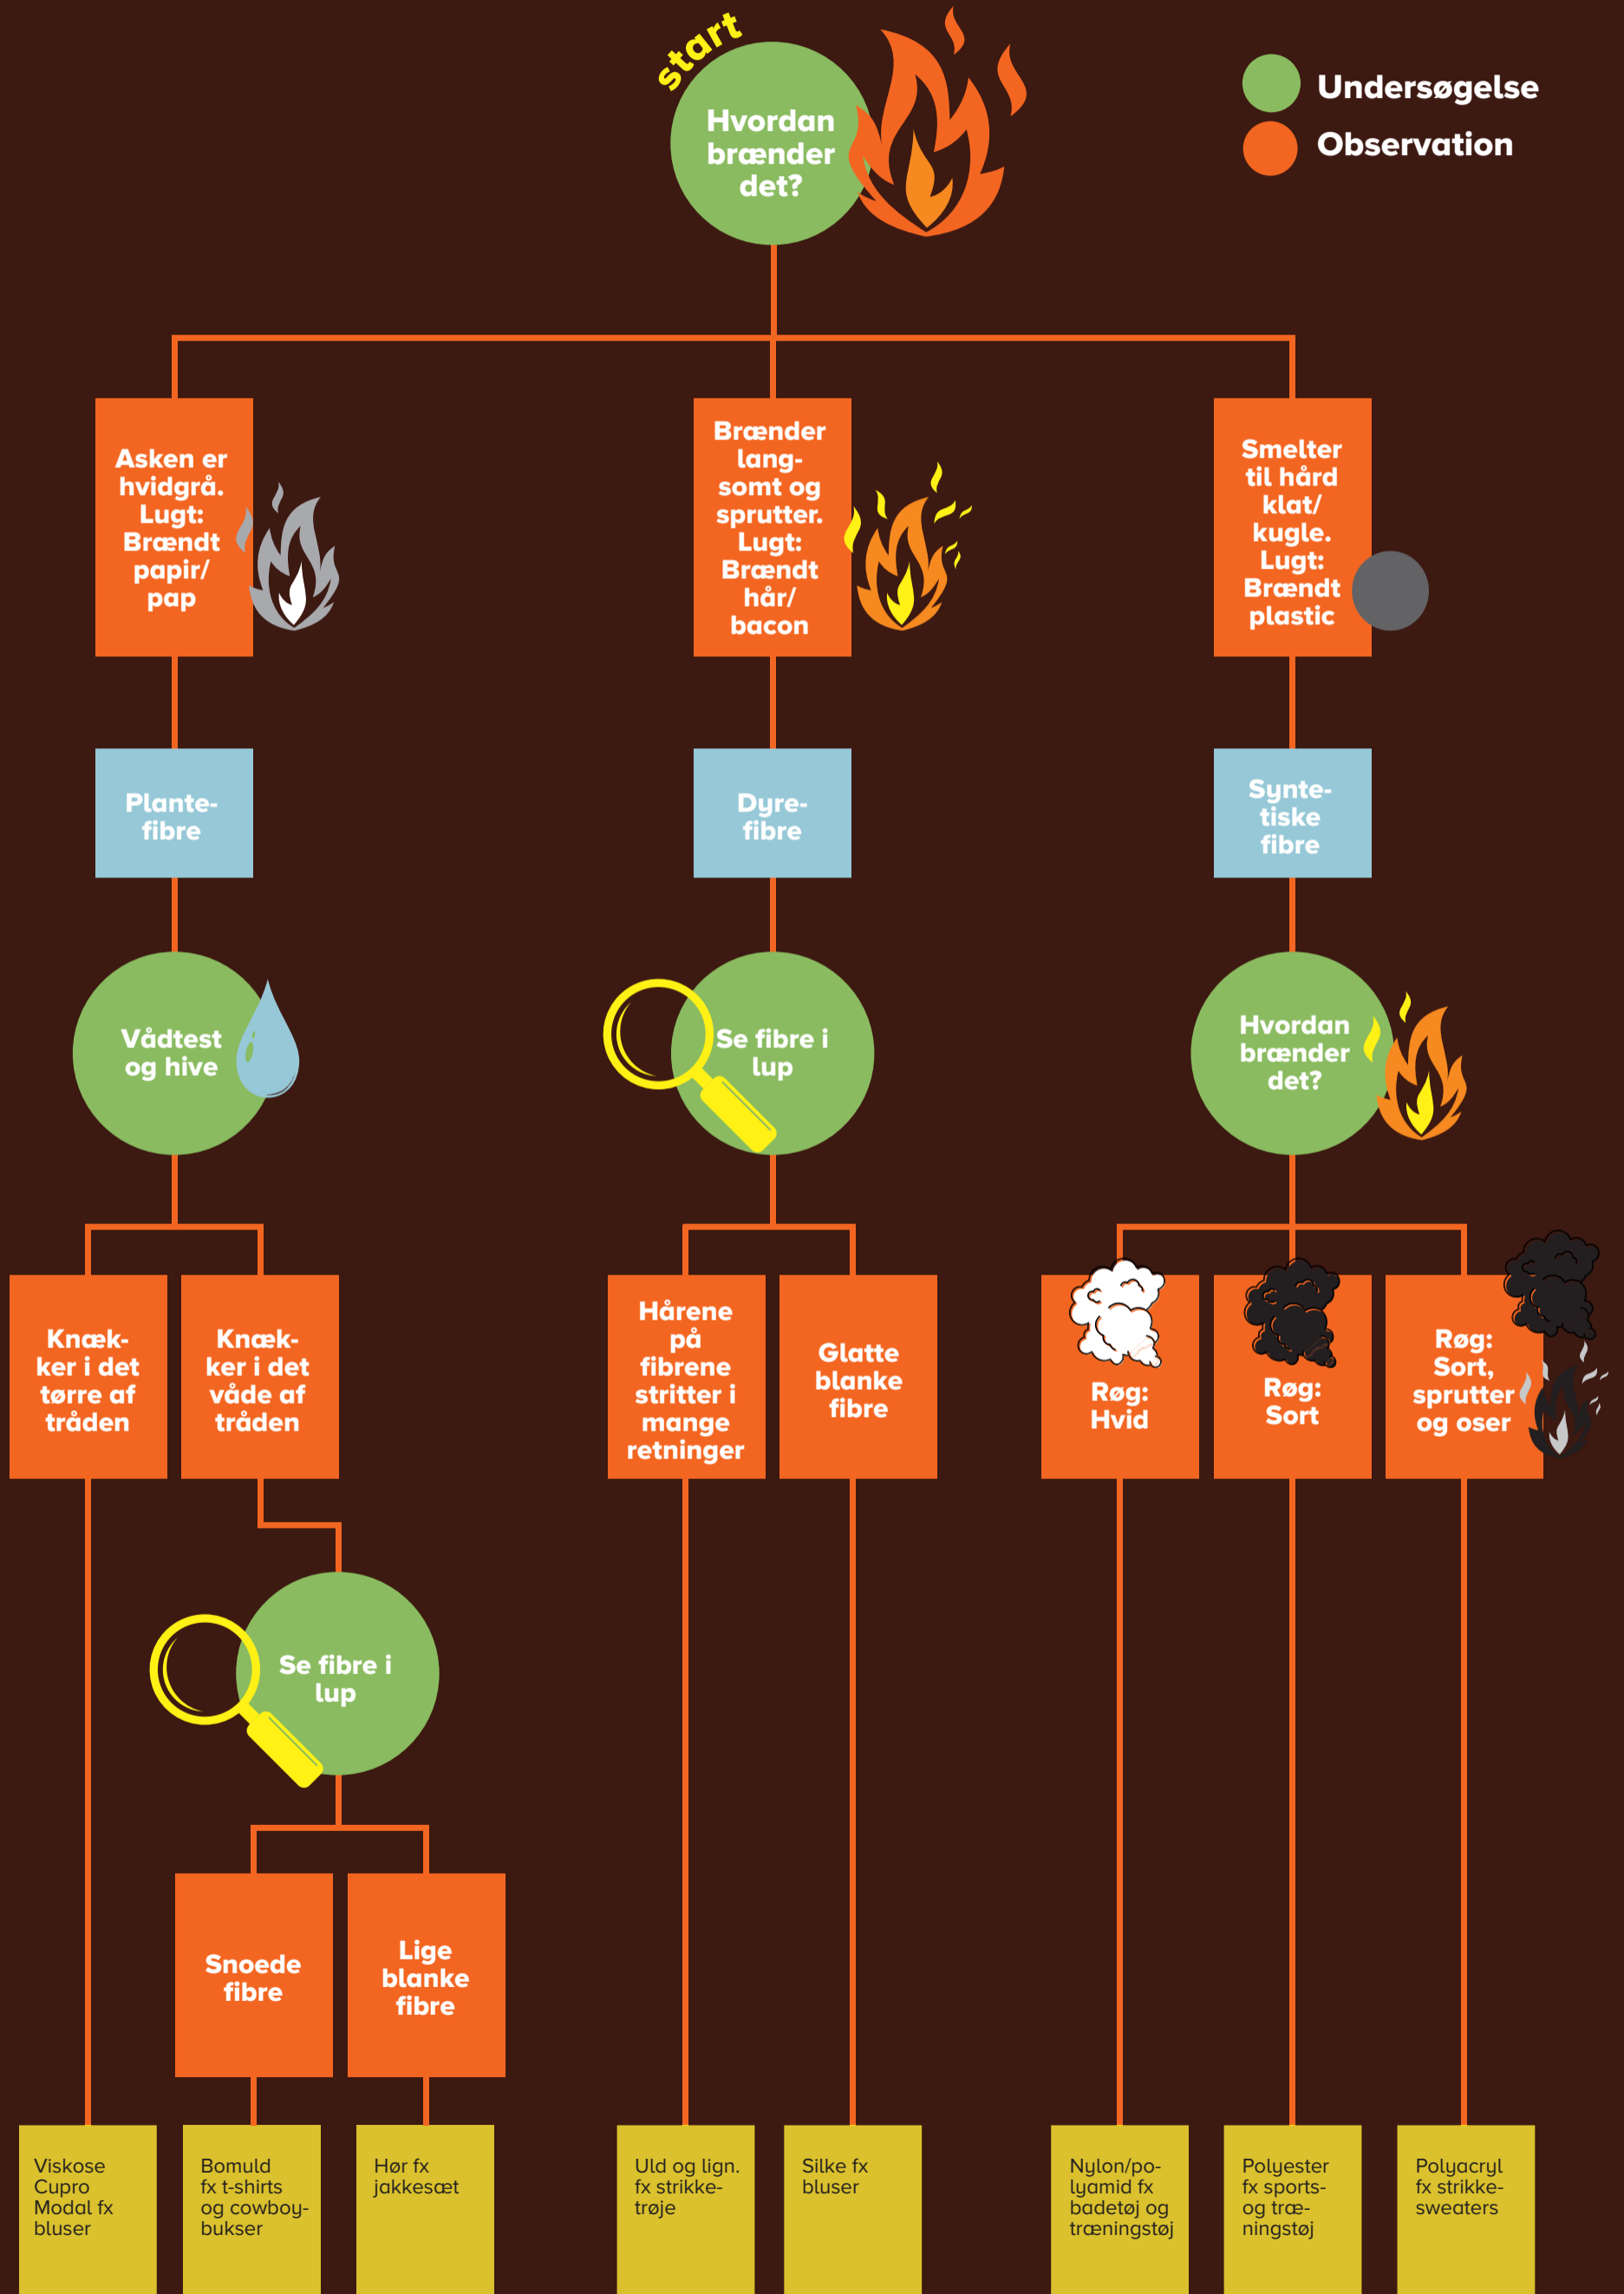 start
Hvordan
brænder
det?
Undersøgelse
Observation
Asken er
hvidgrå.
Lugt:
Brændt
papir/
pap
Brænder
lang-
somt og
sprutter.
Lugt:
Brændt
hår/
bacon
Smelter
til hård
klat/
kugle.
Lugt:
Brændt
plastic
Plante-
fibre
Dyre-
fibre
Synte-
tiske
fibre
Vådtest
og hive
Se fibre i
lup
Hvordan
brænder
det?
Knæk-
ker i det
tørre af
tråden
Knæk-
ker i det
våde af
tråden
Hårene
på
fibrene
stritter i
mange
retninger
Glatte
blanke
fibre
Røg:
Hvid
Røg:
Sort
Røg:
Sort,
sprutter
og oser
Se fibre i
lup
Snoede
fibre
Lige
blanke
fibre
Viskose
Cupro
Modal fx
bluser
Bomuld
fx t-shirts
og cowboy-
bukser
Hør fx
jakkesæt
Uld og lign.
fx strikke-
trøje
Silke fx
bluser
Nylon/po-
lyamid fx
badetøj og
træningstøj
Polyester
fx sports-
og træ-
ningstøj
Polyacryl
fx strikke-
sweaters